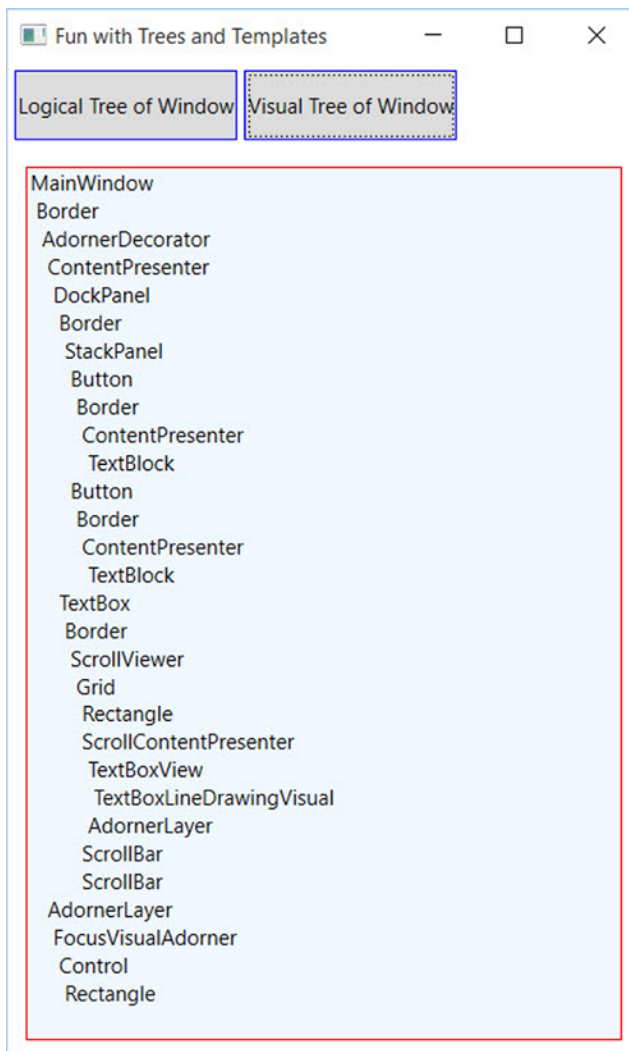 Fun with Trees and Templates
Logical Tree of Window Visual Tree of Window
MainWindow
Border
AdornerDecorator
ContentPresenter
DockPanel
Border
StackPanel
Button
Border
ContentPresenter
TextBlock
Button
Border
ContentPresenter
TextBlock
TextBox
Border
ScrollViewer
Grid
Rectangle
ScrollContentPresenter
TextBoxView
TextBoxLineDrawingVisual
AdornerLayer
ScrollBar
ScrollBar
AdornerLayer
FocusVisualAdorner
Control
Rectangle